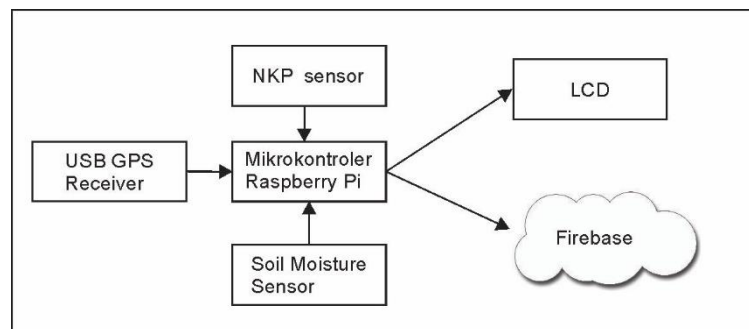 NKP sensor
LCD
USB GPS
Receiver
Mikrokontroler
Raspberry Pi
Firebase
Soil Moisture
Sensor